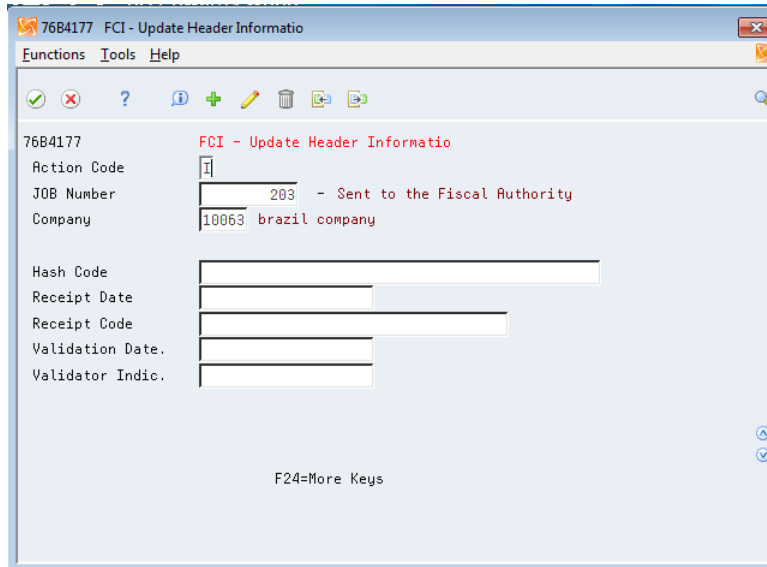 76B4177 FCI - Update Header Informatio
Functions Tools Help
76B4177 FCI - Update Header Informatio
Action Code I
JOB Number 203 - Sent to the Fiscal Authority
Company 10063 brazil company
Hash Code
Receipt Date
Receipt Code
Validation Date.
Validator Indic.
F24=More Keys